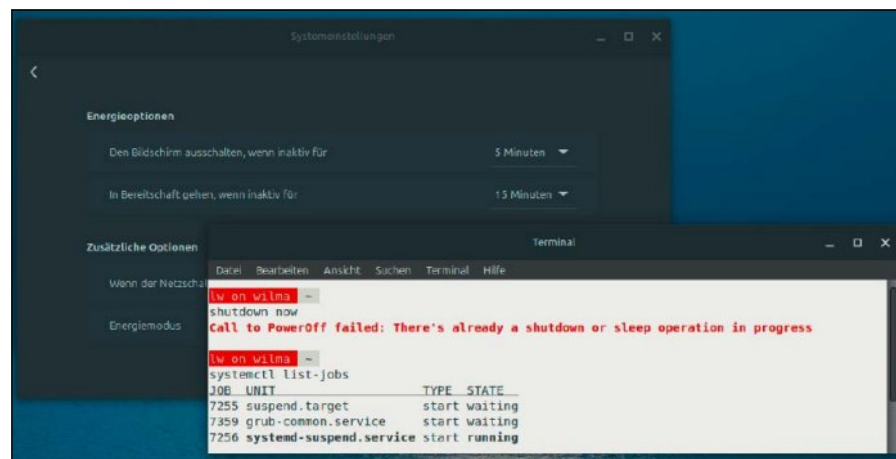 Systemeinstellungen
Energieoptionen
Den Bildschirm ausschalten, wenn inaktiv für 5 Minuten
In Bereitschaft gehen, wenn inaktiv für 15 Minuten
Zusätzliche Optionen
Wenn der Netzschal
Energiemodus
Terminal
Datei Bearbeiten Ansicht Suchen Terminal Hilfe
lw on wilma ~
shutdown now
Call to PowerOff failed: There's already a shutdown or sleep operation in progress
lw on wilma ~
systemctl list-jobs
JOB UNIT TYPE STATE
7255 suspend.target start waiting
7359 grub-common.service start waiting
7256 systemd-suspend.service start running